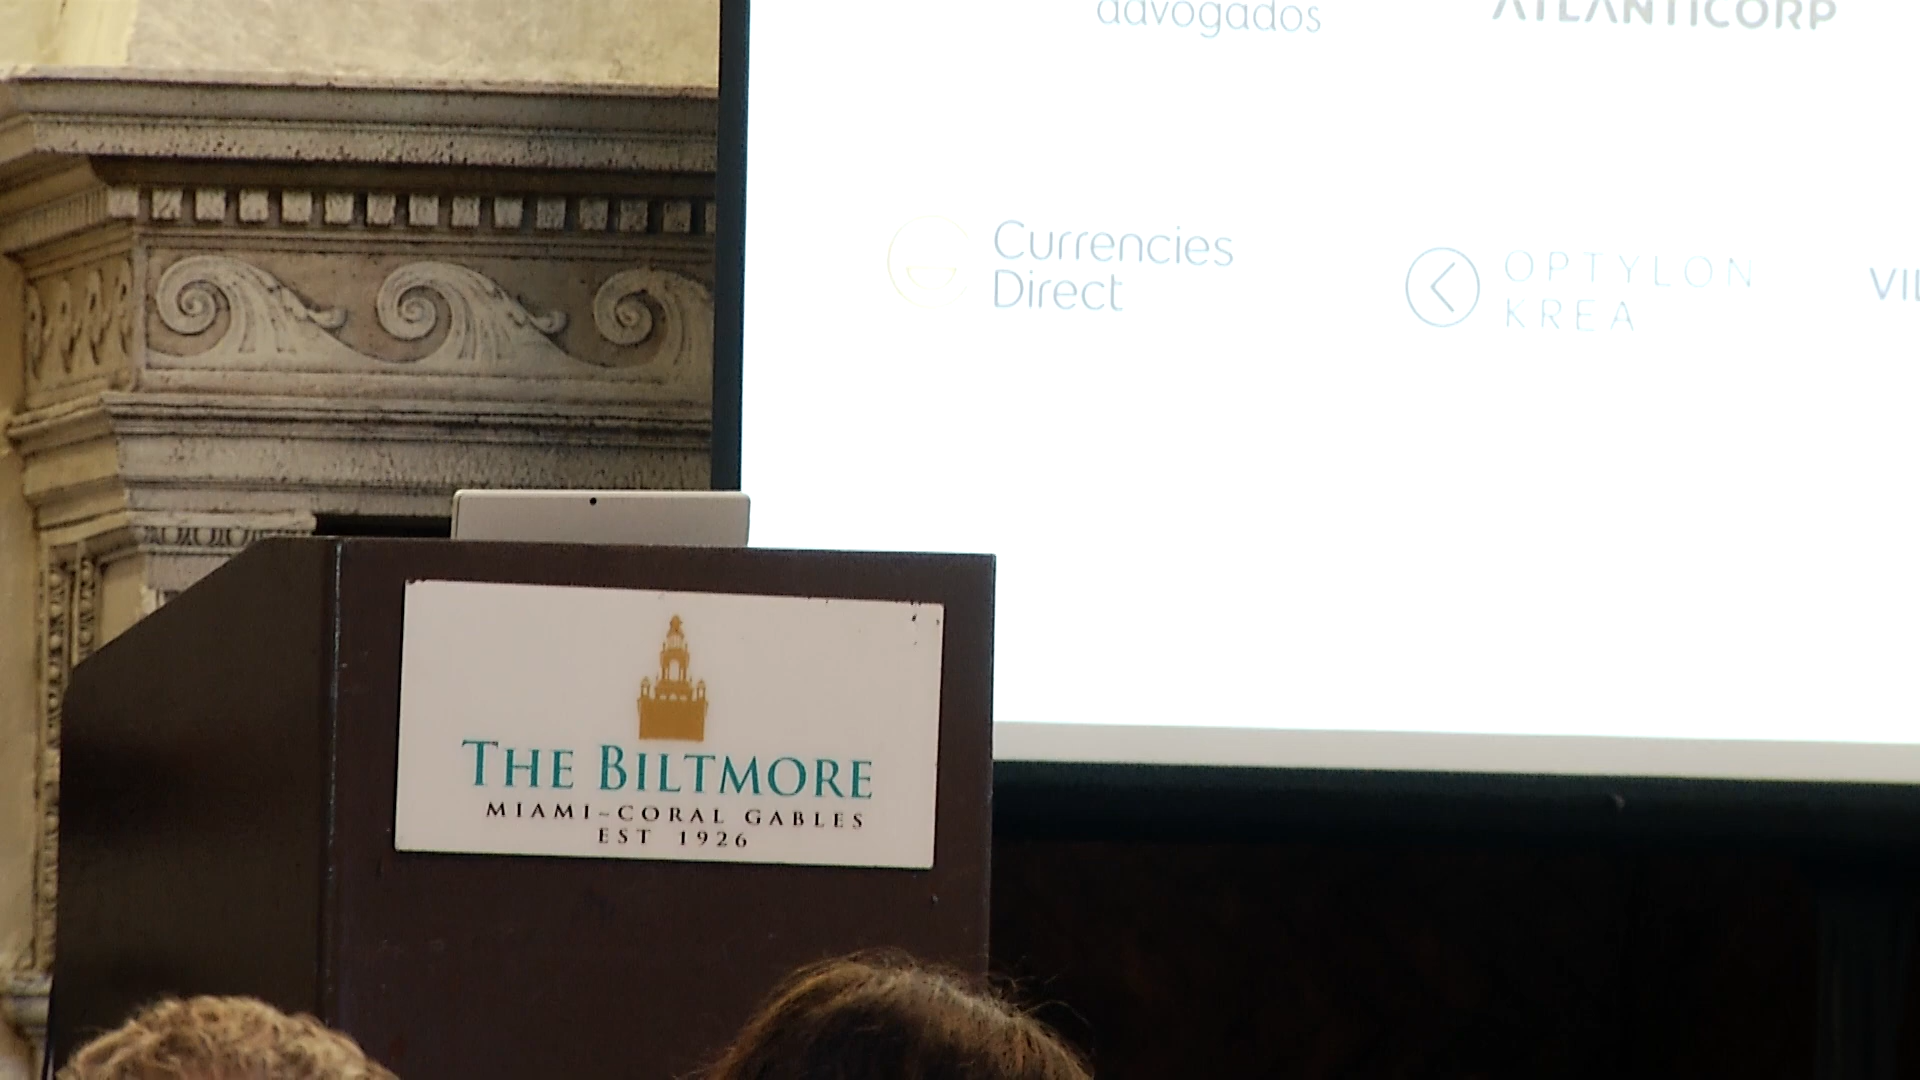 advogados
ATLANTICORP
Currencies
Direct
OPTYLON
KREA
THE BILTMORE
MIAMI–CORAL GABLES
EST 1926